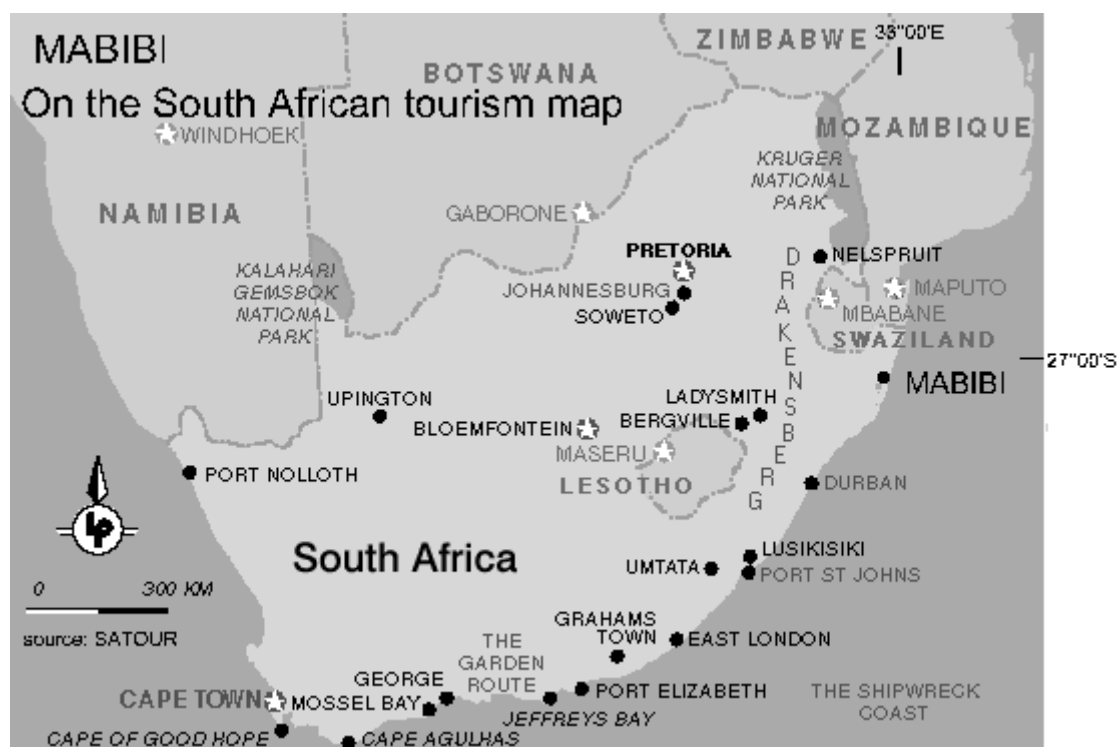 MABIBI
On the South African tourism map
ZIMBABWE
33°00'E
BOTSWANA
MOZAMBIQUE
WINDHOEK
KRUGER
NATIONAL
PARK
NAMIBIA
GABORONE
PRETORIA
DRAKENSBERG
NELSPRUIT
KALAHARI
GEMSBOK
NATIONAL
PARK
JOHANNESBURG
SOWETO
MAPUTO
MBABANE
SWAZILAND
27°00'S
MABIBI
UPINGTON
LADYSMITH
BERGVILLE
BLOEMFONTEIN
MASERU
LESOTHO
PORT NOLLOTH
DURBAN
LP
South Africa
LUSIKISIKI
UMTATA
PORT ST JOHNS
0 300 KM
source: SATOUR
GRAHAMS
TOWN
EAST LONDON
THE
GARDEN
ROUTE
GEORGE
CAPE TOWN
MOSSEL BAY
PORT ELIZABETH
JEFFREYS BAY
THE SHIPWRECK
COAST
CAPE OF GOOD HOPE
CAPE AGULHAS